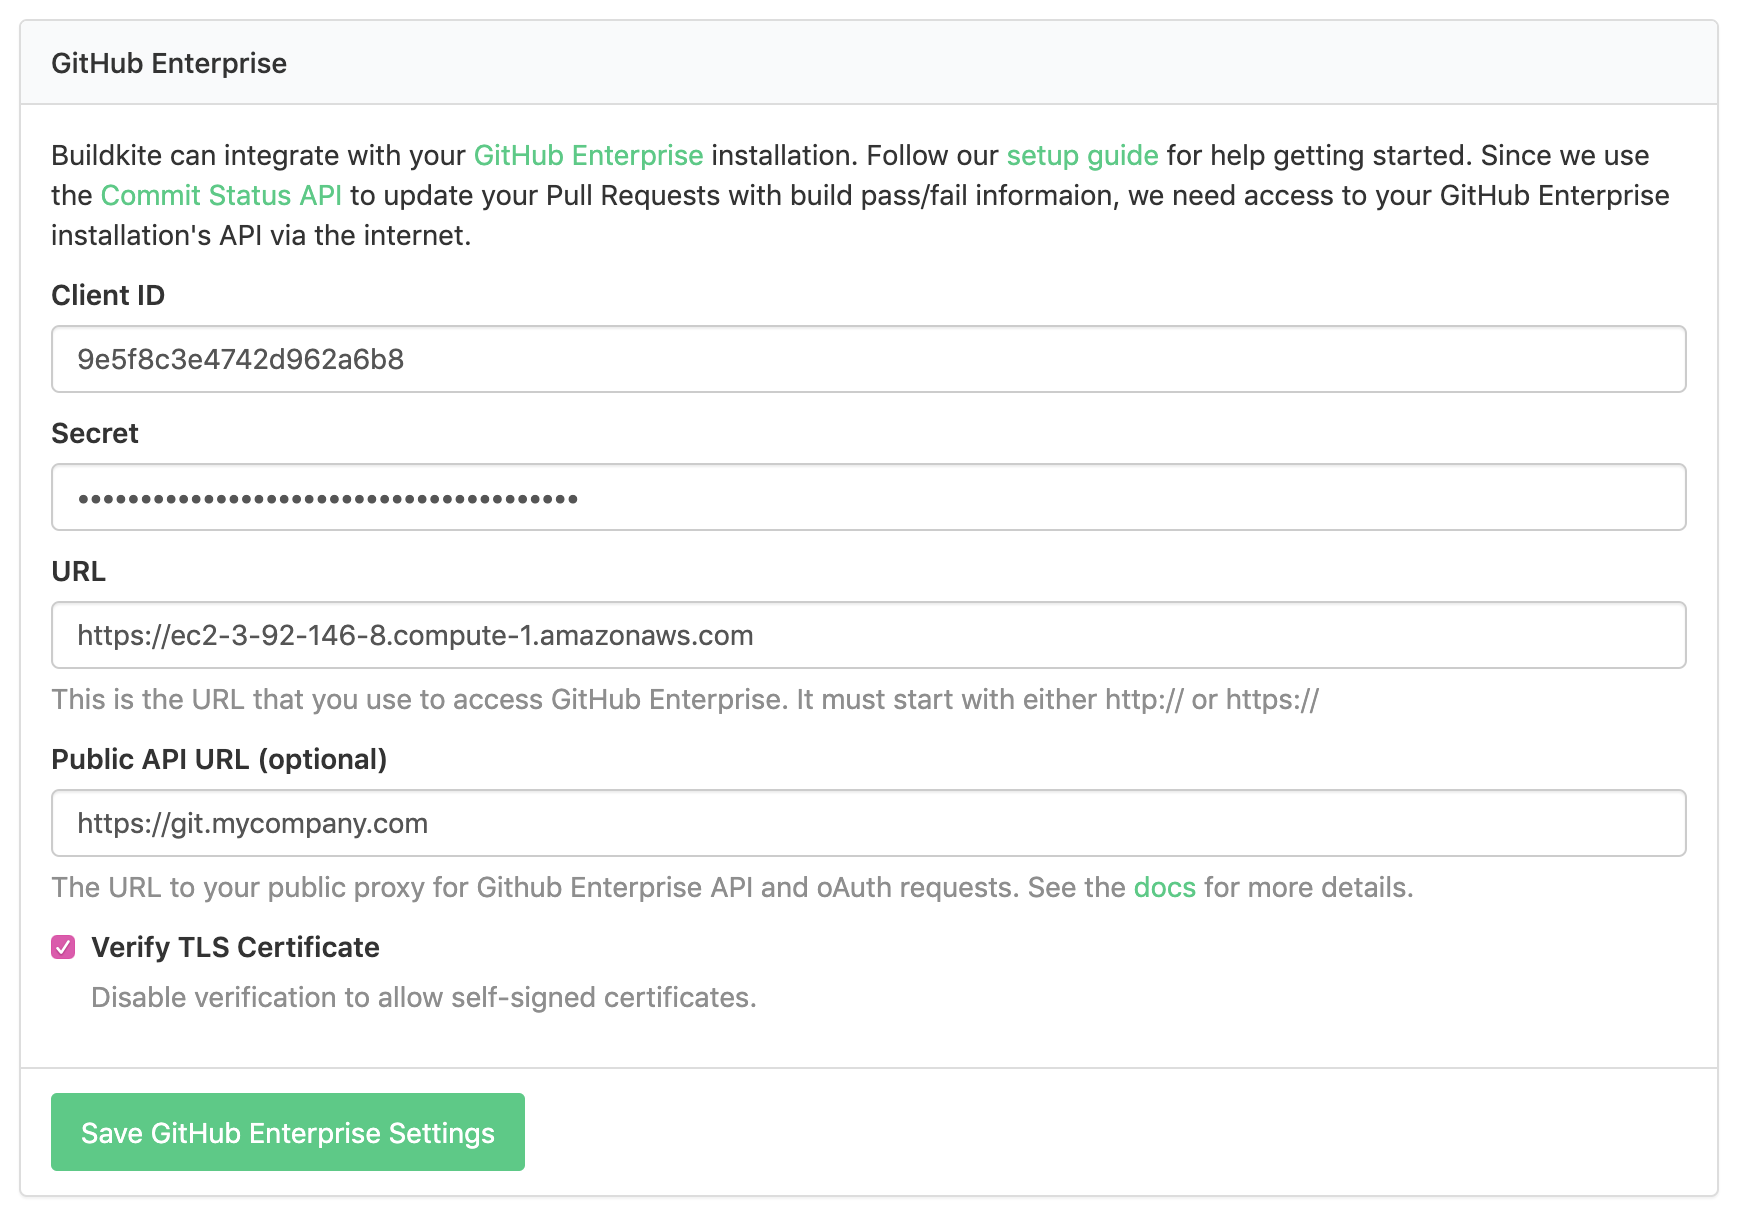 GitHub Enterprise
Buildkite can integrate with your GitHub Enterprise installation. Follow our setup guide for help getting started. Since we use
the Commit Status API to update your Pull Requests with build pass/fail informaion, we need access to your GitHub Enterprise
installation's API via the internet.
Client ID
9e5f8c3e4742d962a6b8
Secret
••••••••••••••••••••••••••••••••••••••••
URL
https://ec2-3-92-146-8.compute-1.amazonaws.com
This is the URL that you use to access GitHub Enterprise. It must start with either http:// or https://
Public API URL (optional)
https://git.mycompany.com
The URL to your public proxy for Github Enterprise API and oAuth requests. See the docs for more details.
Verify TLS Certificate
Disable verification to allow self-signed certificates.
Save GitHub Enterprise Settings